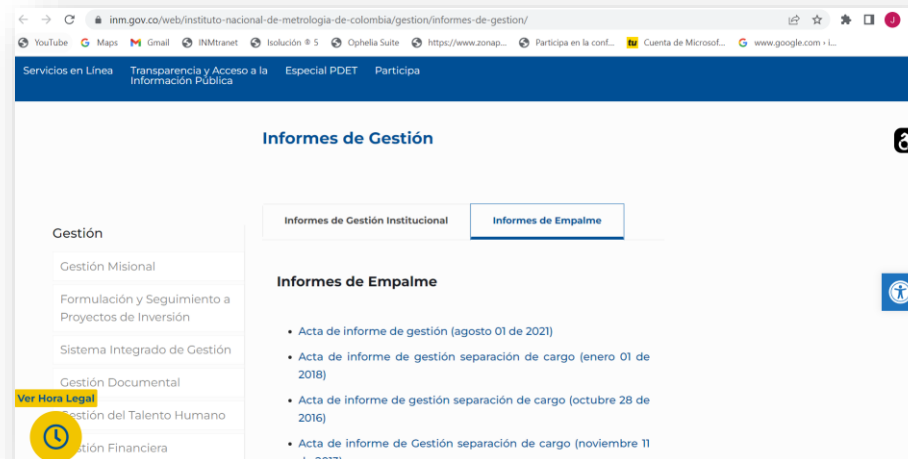 inm.gov.co/web/instituto-nacional-de-metrologia-de-colombia/gestion/informes-de-gestion/
J
YouTube Maps Gmail INMtranet Isolución ® 5 Ophelia Suite https://www.zonap... Participa en la conf... tu Cuenta de Microsof... www.google.com › i...
Servicios en Línea Transparencia y Acceso a la Especial PDET Participa
Información Pública
Informes de Gestión
Informes de Gestión Institucional Informes de Empalme
Gestión
Gestión Misional
Formulación y Seguimiento a
Proyectos de Inversión
Sistema Integrado de Gestión
Gestión Documental
Ver Hora Legal
Gestión del Talento Humano
tión Financiera
Informes de Empalme
• Acta de informe de gestión (agosto 01 de 2021)
• Acta de informe de gestión separación de cargo (enero 01 de
2018)
• Acta de informe de gestión separación de cargo (octubre 28 de
2016)
• Acta de informe de Gestión separación de cargo (noviembre 11